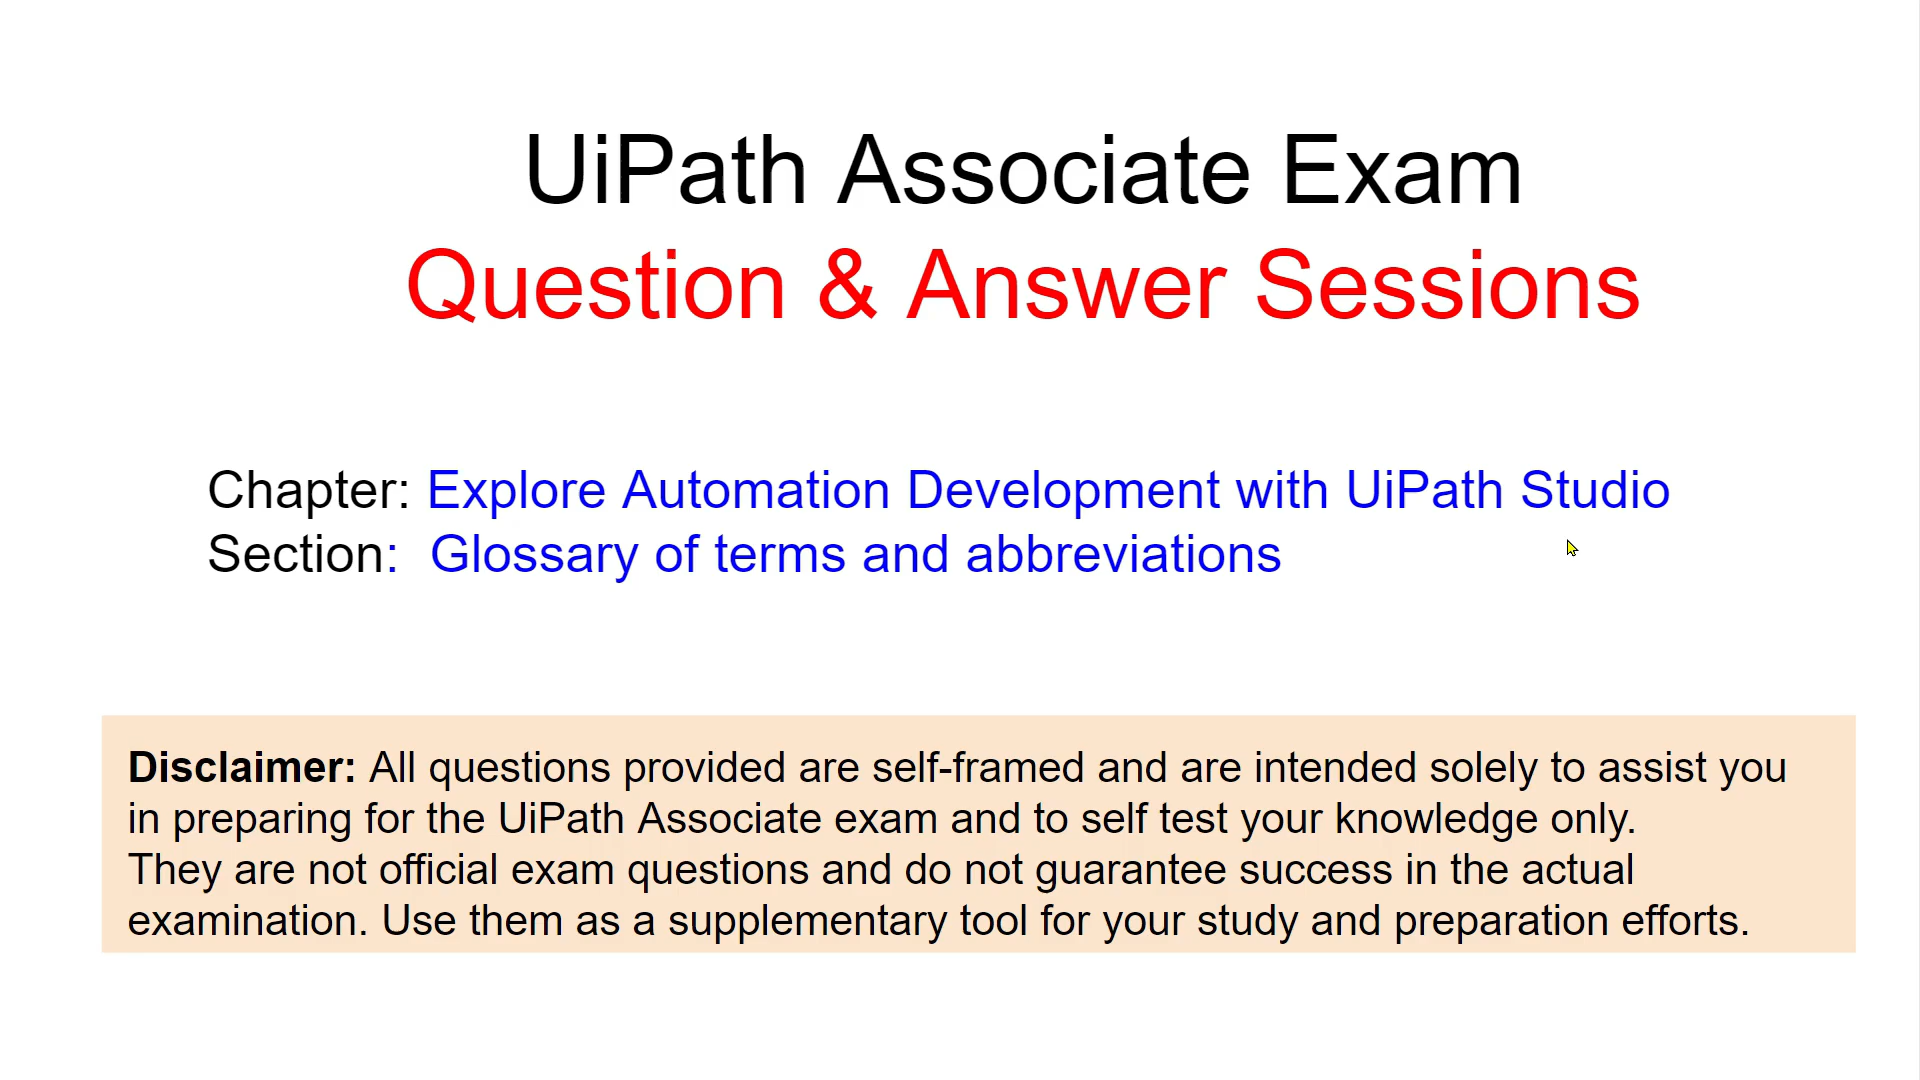 UiPath Associate Exam
Question & Answer Sessions
Chapter: Explore Automation Development with UiPath Studio
Section: Glossary of terms and abbreviations
Disclaimer: All questions provided are self-framed and are intended solely to assist you
in preparing for the UiPath Associate exam and to self test your knowledge only.
They are not official exam questions and do not guarantee success in the actual
examination. Use them as a supplementary tool for your study and preparation efforts.